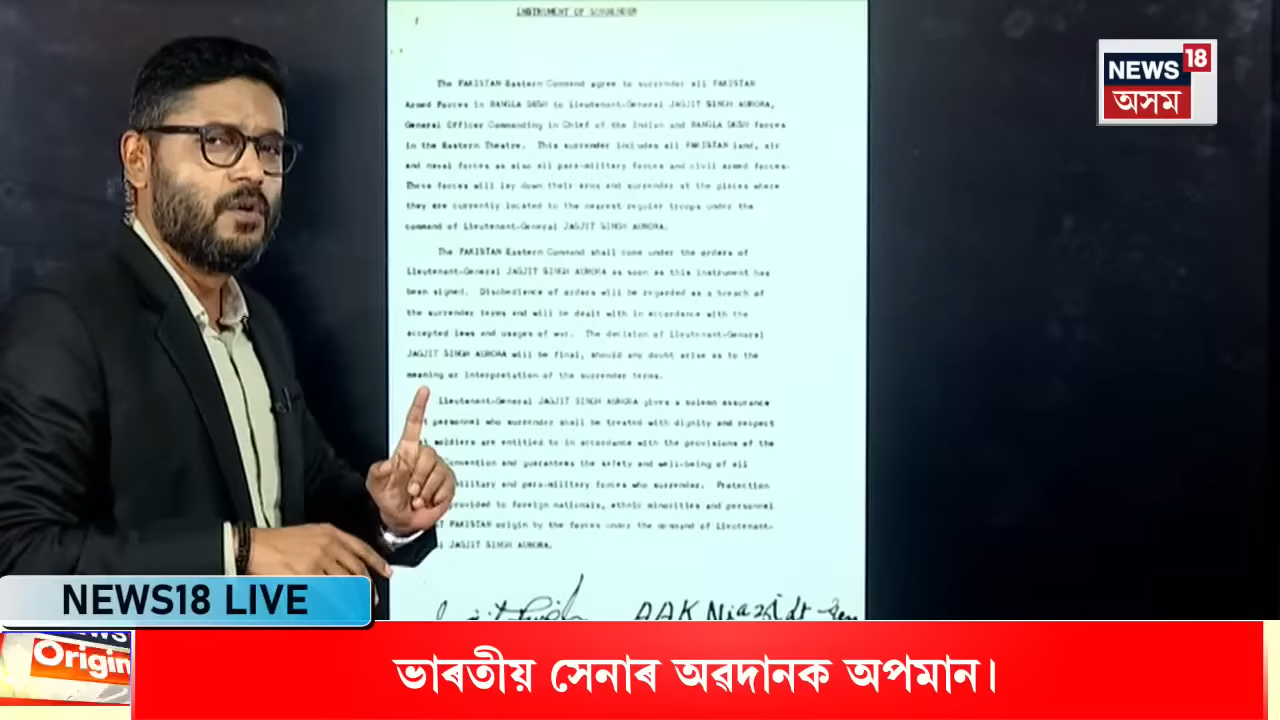 INSTRUMENT OF SURRENDER
The PAKISTAN Eastern Command agree to surrender all PAKISTAN
Armed Forces in BANGLA DESH to Lieutenant-General JAGJIT SINGH AURORA,
General Officer Commanding in Chief of the Indian and BANGLA DESH forces
in the Eastern Theatre. This surrender includes all PAKISTAN land, air
and naval forces as also all para-military forces and civil armed forces.
These forces will lay down their arms and surrender at the places where
they are currently located to the nearest regular troops under the
command of Lieutenant-General JAGJIT SINGH AURORA.
The PAKISTAN Eastern Command shall come under the orders of
Lieutenant-General JAGJIT SINGH AURORA as soon as this instrument has
been signed. Disobedience of orders will be regarded as a breach of
the surrender terms and will be dealt with in accordance with the
accepted laws and usages of war. The decision of Lieutenant-General
JAGJIT SINGH AURORA will be final, should any doubt arise as to the
meaning or interpretation of the surrender terms.
Lieutenant-General JAGJIT SINGH AURORA gives a solemn assurance
personnel who surrender shall be treated with dignity and respect
soldiers are entitled to in accordance with the provisions of the
Convention and guarantees the safety and well-being of all
military and para-military forces who surrender. Protection
provided to foreign nationals, ethnic minorities and personnel
PAKISTAN origin by the forces under the command of Lieutenant-
JAGJIT SINGH AURORA.
AAK Niazi Lt Gen
NEWS 18
অসম
NEWS18 LIVE
NEWS
Origin
ভাৰতীয় সেনাৰ অৱদানক অপমান।